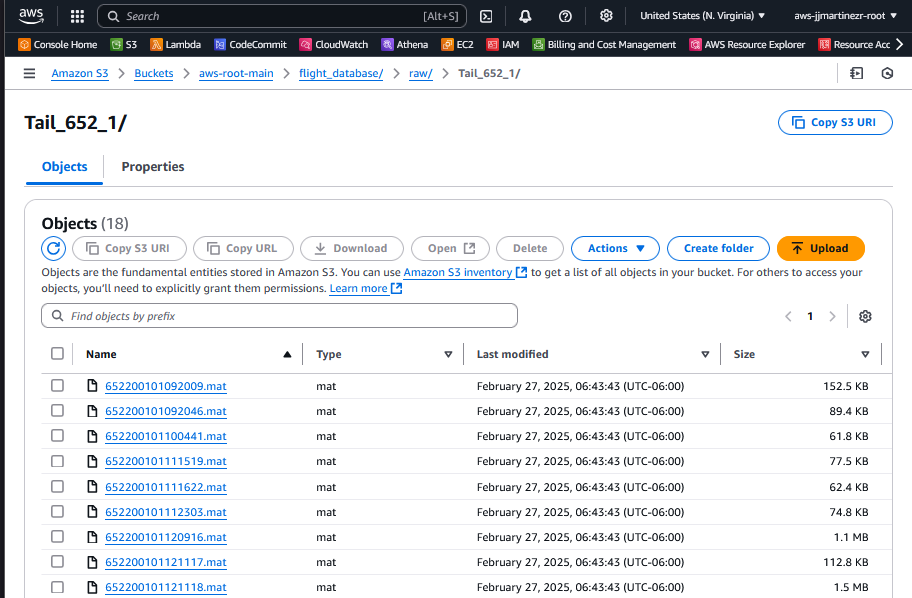 aws Search [Alt+S] United States (N. Virginia) aws-jjmartinezr-root
Console Home S3 Lambda CodeCommit CloudWatch Athena EC2 IAM Billing and Cost Management AWS Resource Explorer Resource Acc
Amazon S3 Buckets aws-root-main flight_database/ raw/ Tail_652_1/
Tail_652_1/ Copy S3 URI
Objects Properties
Objects (18)
Copy S3 URI Copy URL Download Open Delete Actions Create folder Upload
Objects are the fundamental entities stored in Amazon S3. You can use Amazon S3 inventory to get a list of all objects in your bucket. For others to access your
objects, you'll need to explicitly grant them permissions. Learn more
Find objects by prefix 1
Name Type Last modified Size
652200101092009.mat mat February 27, 2025, 06:43:43 (UTC-06:00) 152.5 KB
652200101092046.mat mat February 27, 2025, 06:43:43 (UTC-06:00) 89.4 KB
652200101100441.mat mat February 27, 2025, 06:43:43 (UTC-06:00) 61.8 KB
652200101111519.mat mat February 27, 2025, 06:43:43 (UTC-06:00) 77.5 KB
652200101111622.mat mat February 27, 2025, 06:43:43 (UTC-06:00) 62.4 KB
652200101112303.mat mat February 27, 2025, 06:43:43 (UTC-06:00) 74.8 KB
652200101120916.mat mat February 27, 2025, 06:43:43 (UTC-06:00) 1.1 MB
652200101121117.mat mat February 27, 2025, 06:43:43 (UTC-06:00) 112.8 KB
652200101121118.mat mat February 27, 2025, 06:43:43 (UTC-06:00) 1.5 MB